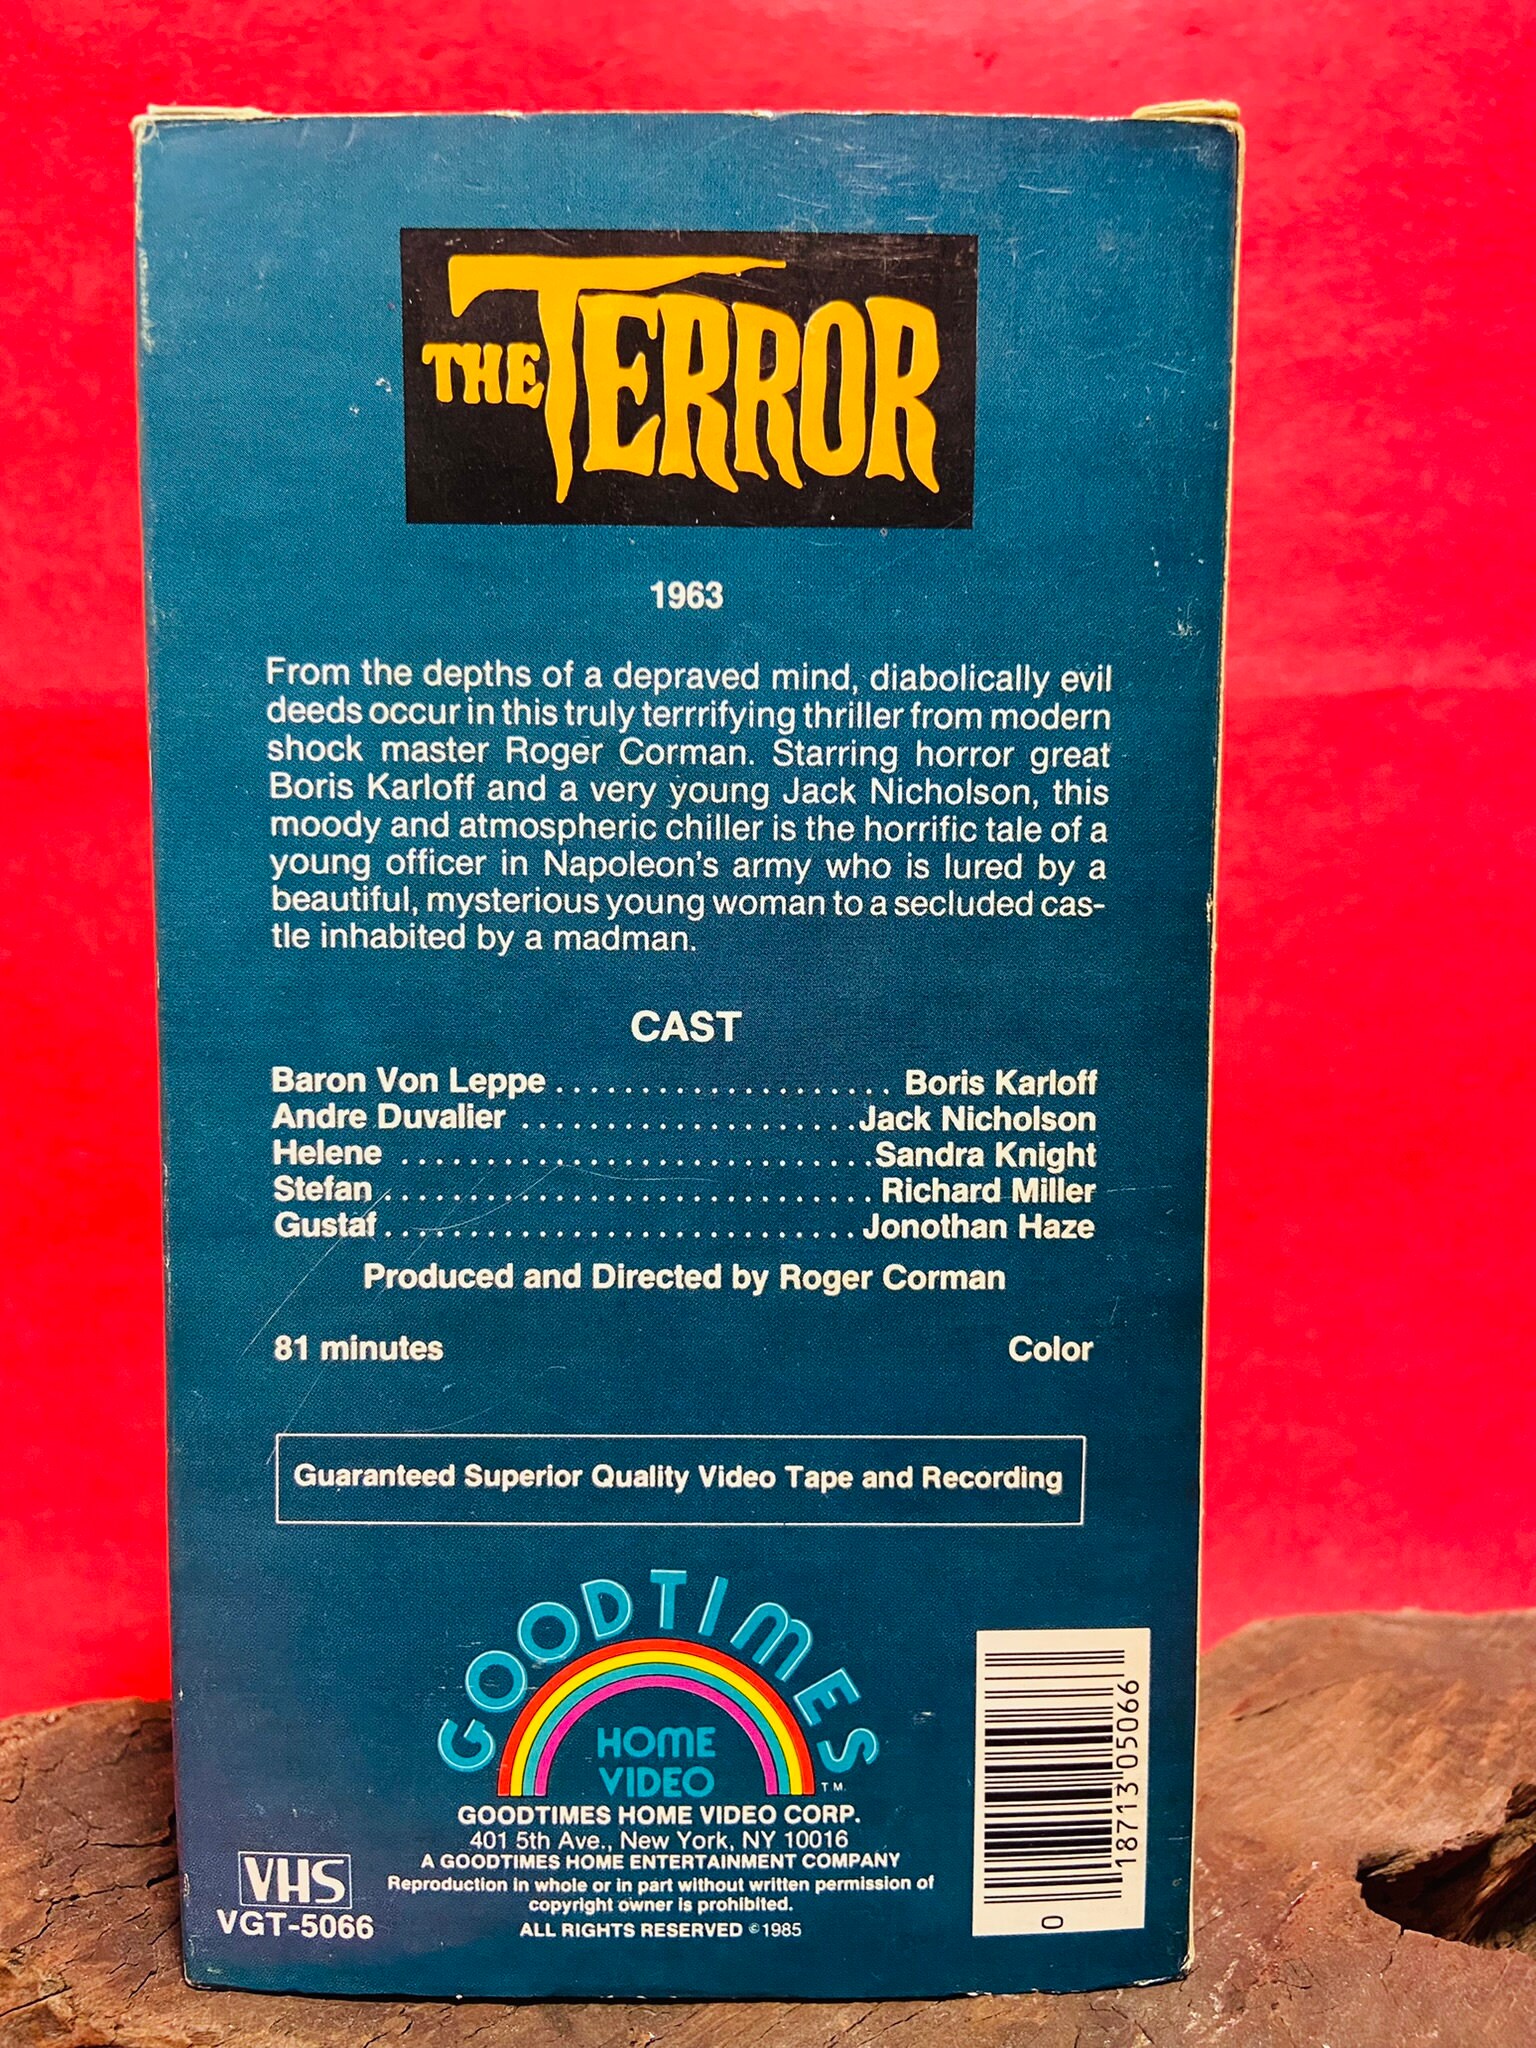 THE TERROR
1963
From the depths of a depraved mind, diabolically evil
deeds occur in this truly terrrifying thriller from modern
shock master Roger Corman. Starring horror great
Boris Karloff and a very young Jack Nicholson, this
moody and atmospheric chiller is the horrific tale of a
young officer in Napoleon's army who is lured by a
beautiful, mysterious young woman to a secluded cas-
tle inhabited by a madman.
CAST
Baron Von Leppe .................... Boris Karloff
Andre Duvalier ....................Jack Nicholson
Helene ............................Sandra Knight
Stefan ............................. Richard Miller
Gustaf ............................Jonothan Haze
Produced and Directed by Roger Corman
81 minutes Color
Guaranteed Superior Quality Video Tape and Recording
GOODTIMES
HOME
VIDEO
TM
GOODTIMES HOME VIDEO CORP.
401 5th Ave., New York, NY 10016
A GOODTIMES HOME ENTERTAINMENT COMPANY
Reproduction in whole or in part without written permission of
copyright owner is prohibited.
ALL RIGHTS RESERVED ©1985
VHS
VGT-5066
0 18713 05066